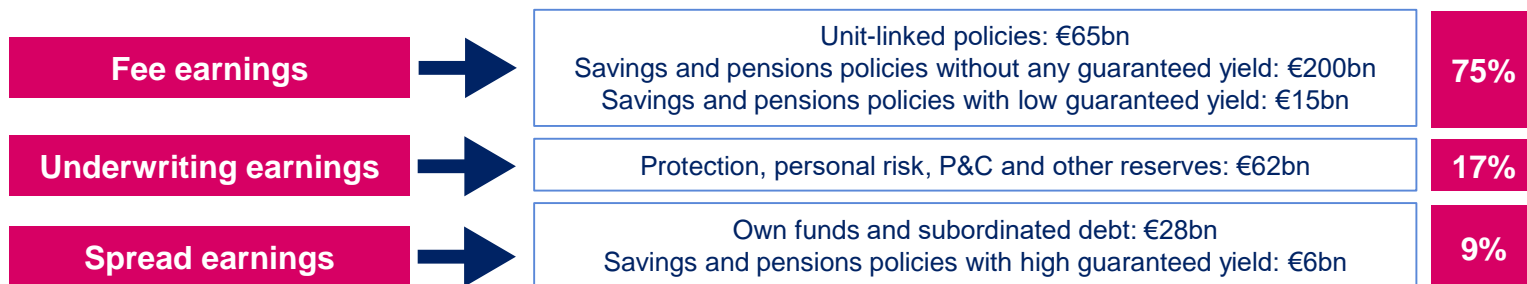 Fee earnings
Unit-linked policies: €65bn
Savings and pensions policies without any guaranteed yield: €200bn
Savings and pensions policies with low guaranteed yield: €15bn
75%
Underwriting earnings
Protection, personal risk, P&C and other reserves: €62bn
17%
Spread earnings
Own funds and subordinated debt: €28bn
Savings and pensions policies with high guaranteed yield: €6bn
9%